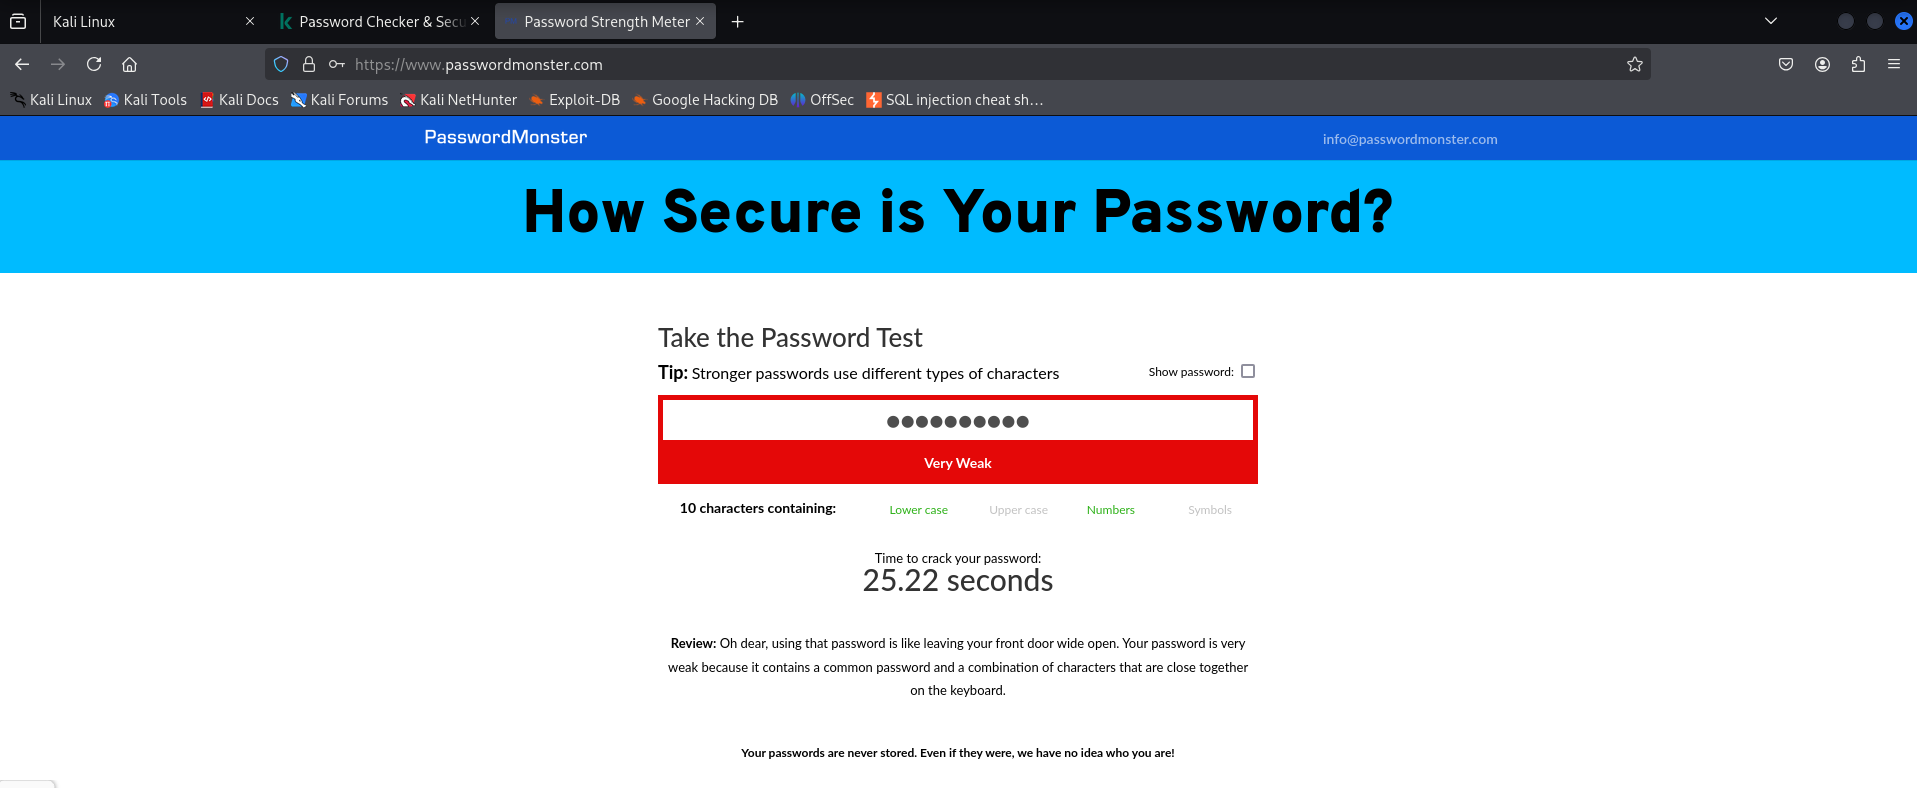 Kali Linux
Password Checker & Secu
Password Strength Meter
https://www.passwordmonster.com
Kali Linux Kali Tools Kali Docs Kali Forums Kali NetHunter Exploit-DB Google Hacking DB OffSec SQL injection cheat sh…
PasswordMonster
info@passwordmonster.com
How Secure is Your Password?
Take the Password Test
Tip: Stronger passwords use different types of characters
Show password:
Very Weak
10 characters containing: Lower case Upper case Numbers Symbols
Time to crack your password:
25.22 seconds
Review: Oh dear, using that password is like leaving your front door wide open. Your password is very
weak because it contains a common password and a combination of characters that are close together
on the keyboard.
Your passwords are never stored. Even if they were, we have no idea who you are!